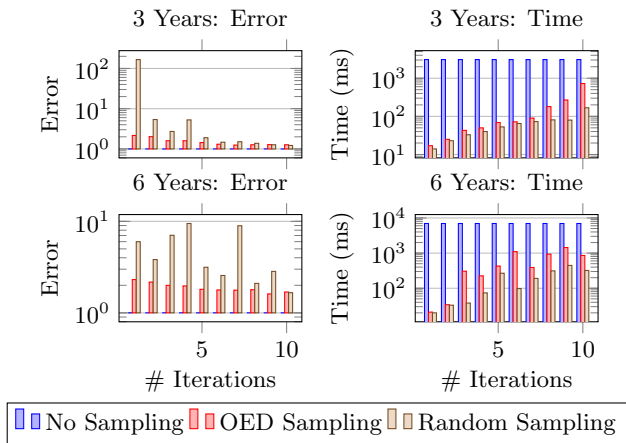 3 Years: Error
3 Years: Time
Error
10^2
10^1
10^0
Time (ms)
10^3
10^2
10^1
6 Years: Error
6 Years: Time
Error
10^1
10^0
5
10
# Iterations
Time (ms)
10^4
10^3
10^2
5
10
# Iterations
No Sampling OED Sampling Random Sampling